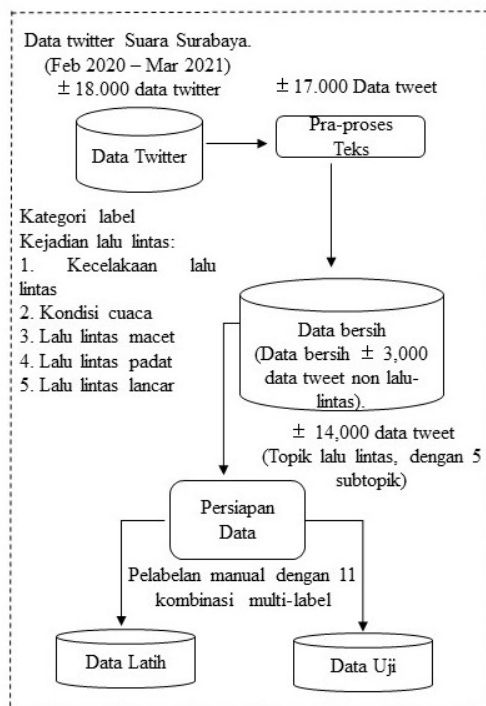 Data twitter Suara Surabaya.
(Feb 2020 – Mar 2021)
± 18.000 data twitter
± 17.000 Data tweet
Data Twitter
Pra-proses
Teks
Kategori label
Kejadian lalu lintas:
1. Kecelakaan lalu
lintas
2. Kondisi cuaca
3. Lalu lintas macet
4. Lalu lintas padat
5. Lalu lintas lancar
Data bersih
(Data bersih ± 3,000
data tweet non lalu-
lintas).
± 14,000 data tweet
(Topik lalu lintas, dengan 5
subtopik)
Persiapan
Data
Pelabelan manual dengan 11
kombinasi multi-label
Data Latih
Data Uji